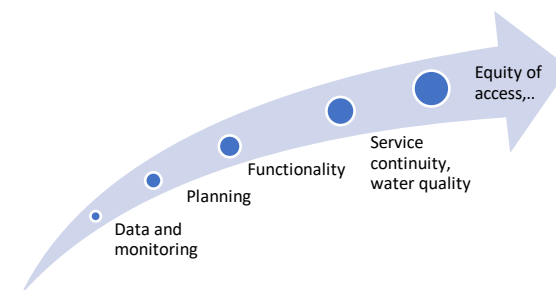 Data and
monitoring
Planning
Functionality
Service
continuity,
water quality
Equity of
access,..